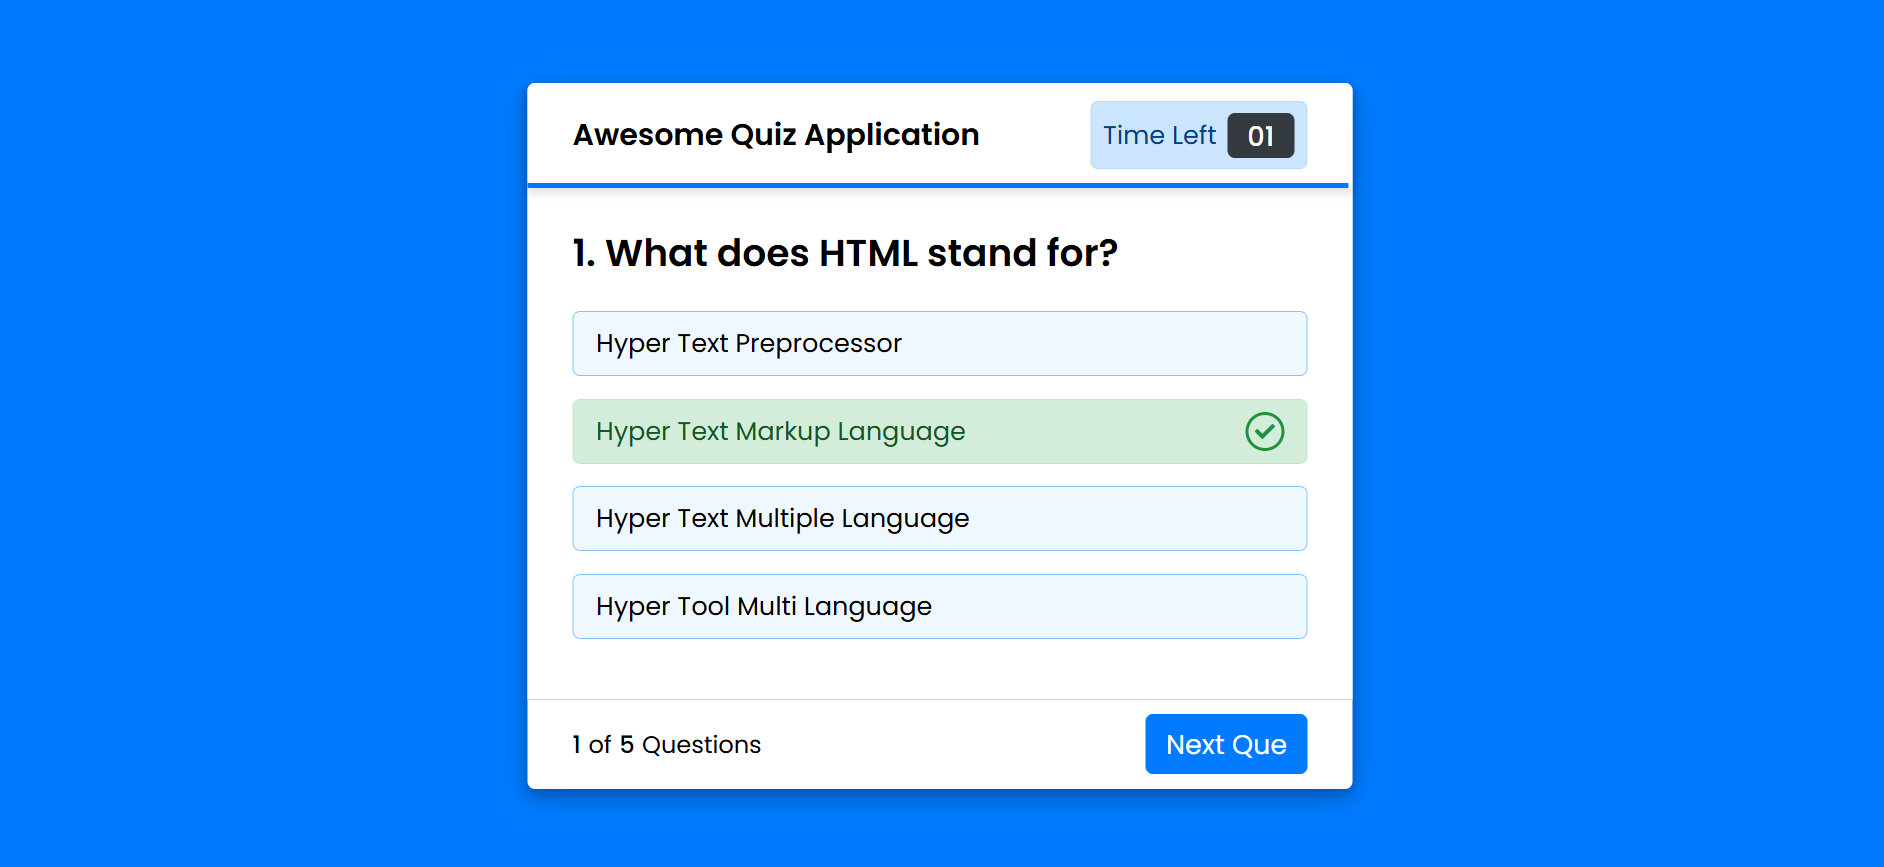 Awesome Quiz Application
Time Left 01
1. What does HTML stand for?
Hyper Text Preprocessor
Hyper Text Markup Language
Hyper Text Multiple Language
Hyper Tool Multi Language
1 of 5 Questions
Next Que